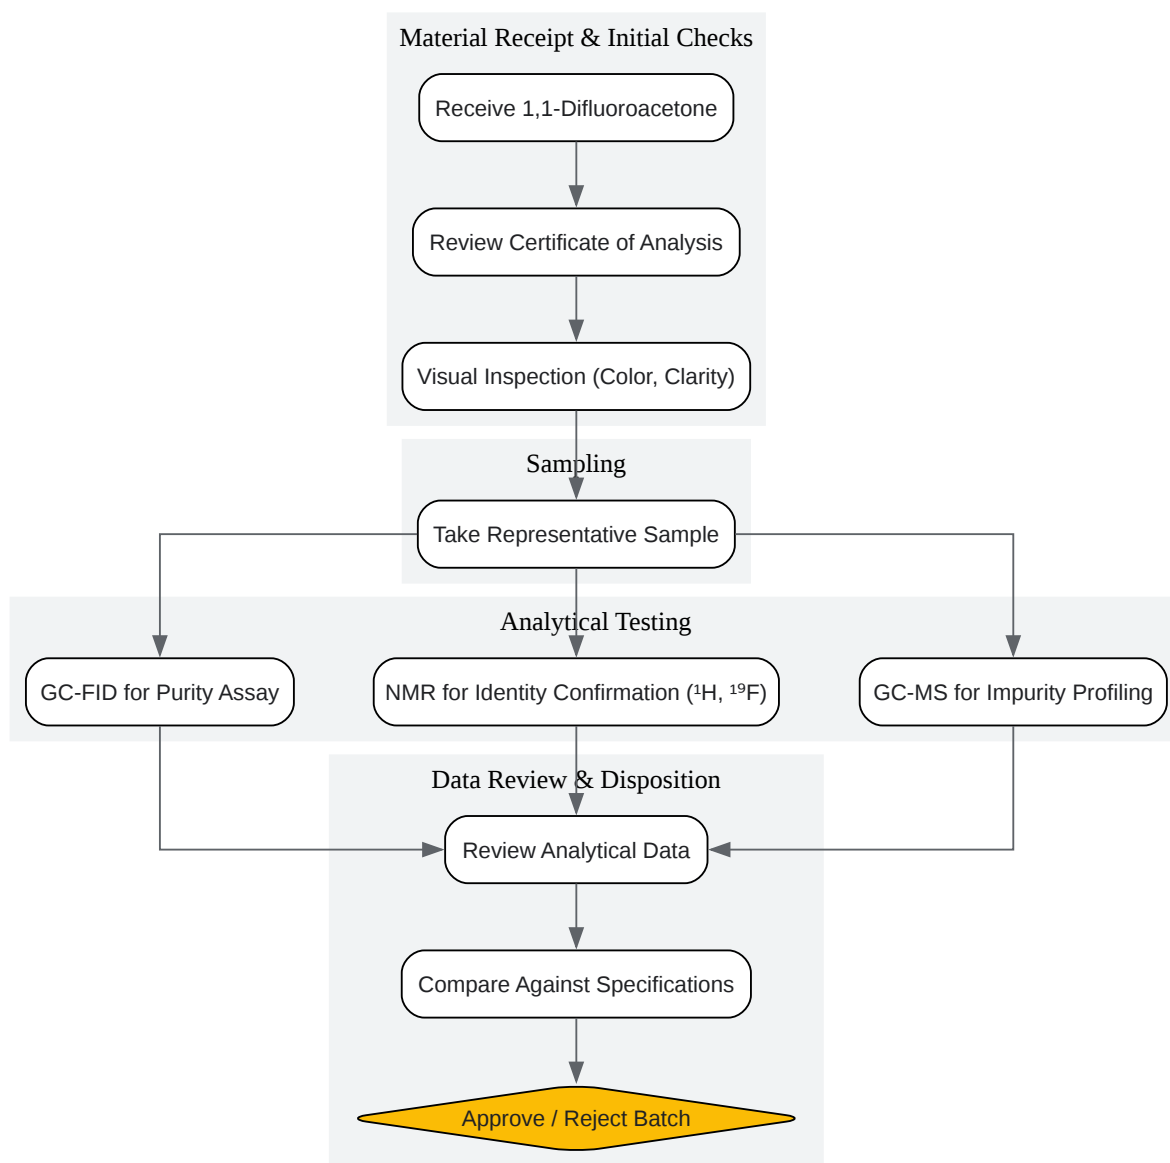 Material Receipt & Initial Checks
Receive 1,1-Difluoroacetone
Review Certificate of Analysis
Visual Inspection (Color, Clarity)
Sampling
Take Representative Sample
Analytical Testing
GC-FID for Purity Assay
NMR for Identity Confirmation (¹H, ¹⁹F)
GC-MS for Impurity Profiling
Data Review & Disposition
Review Analytical Data
Compare Against Specifications
Approve / Reject Batch